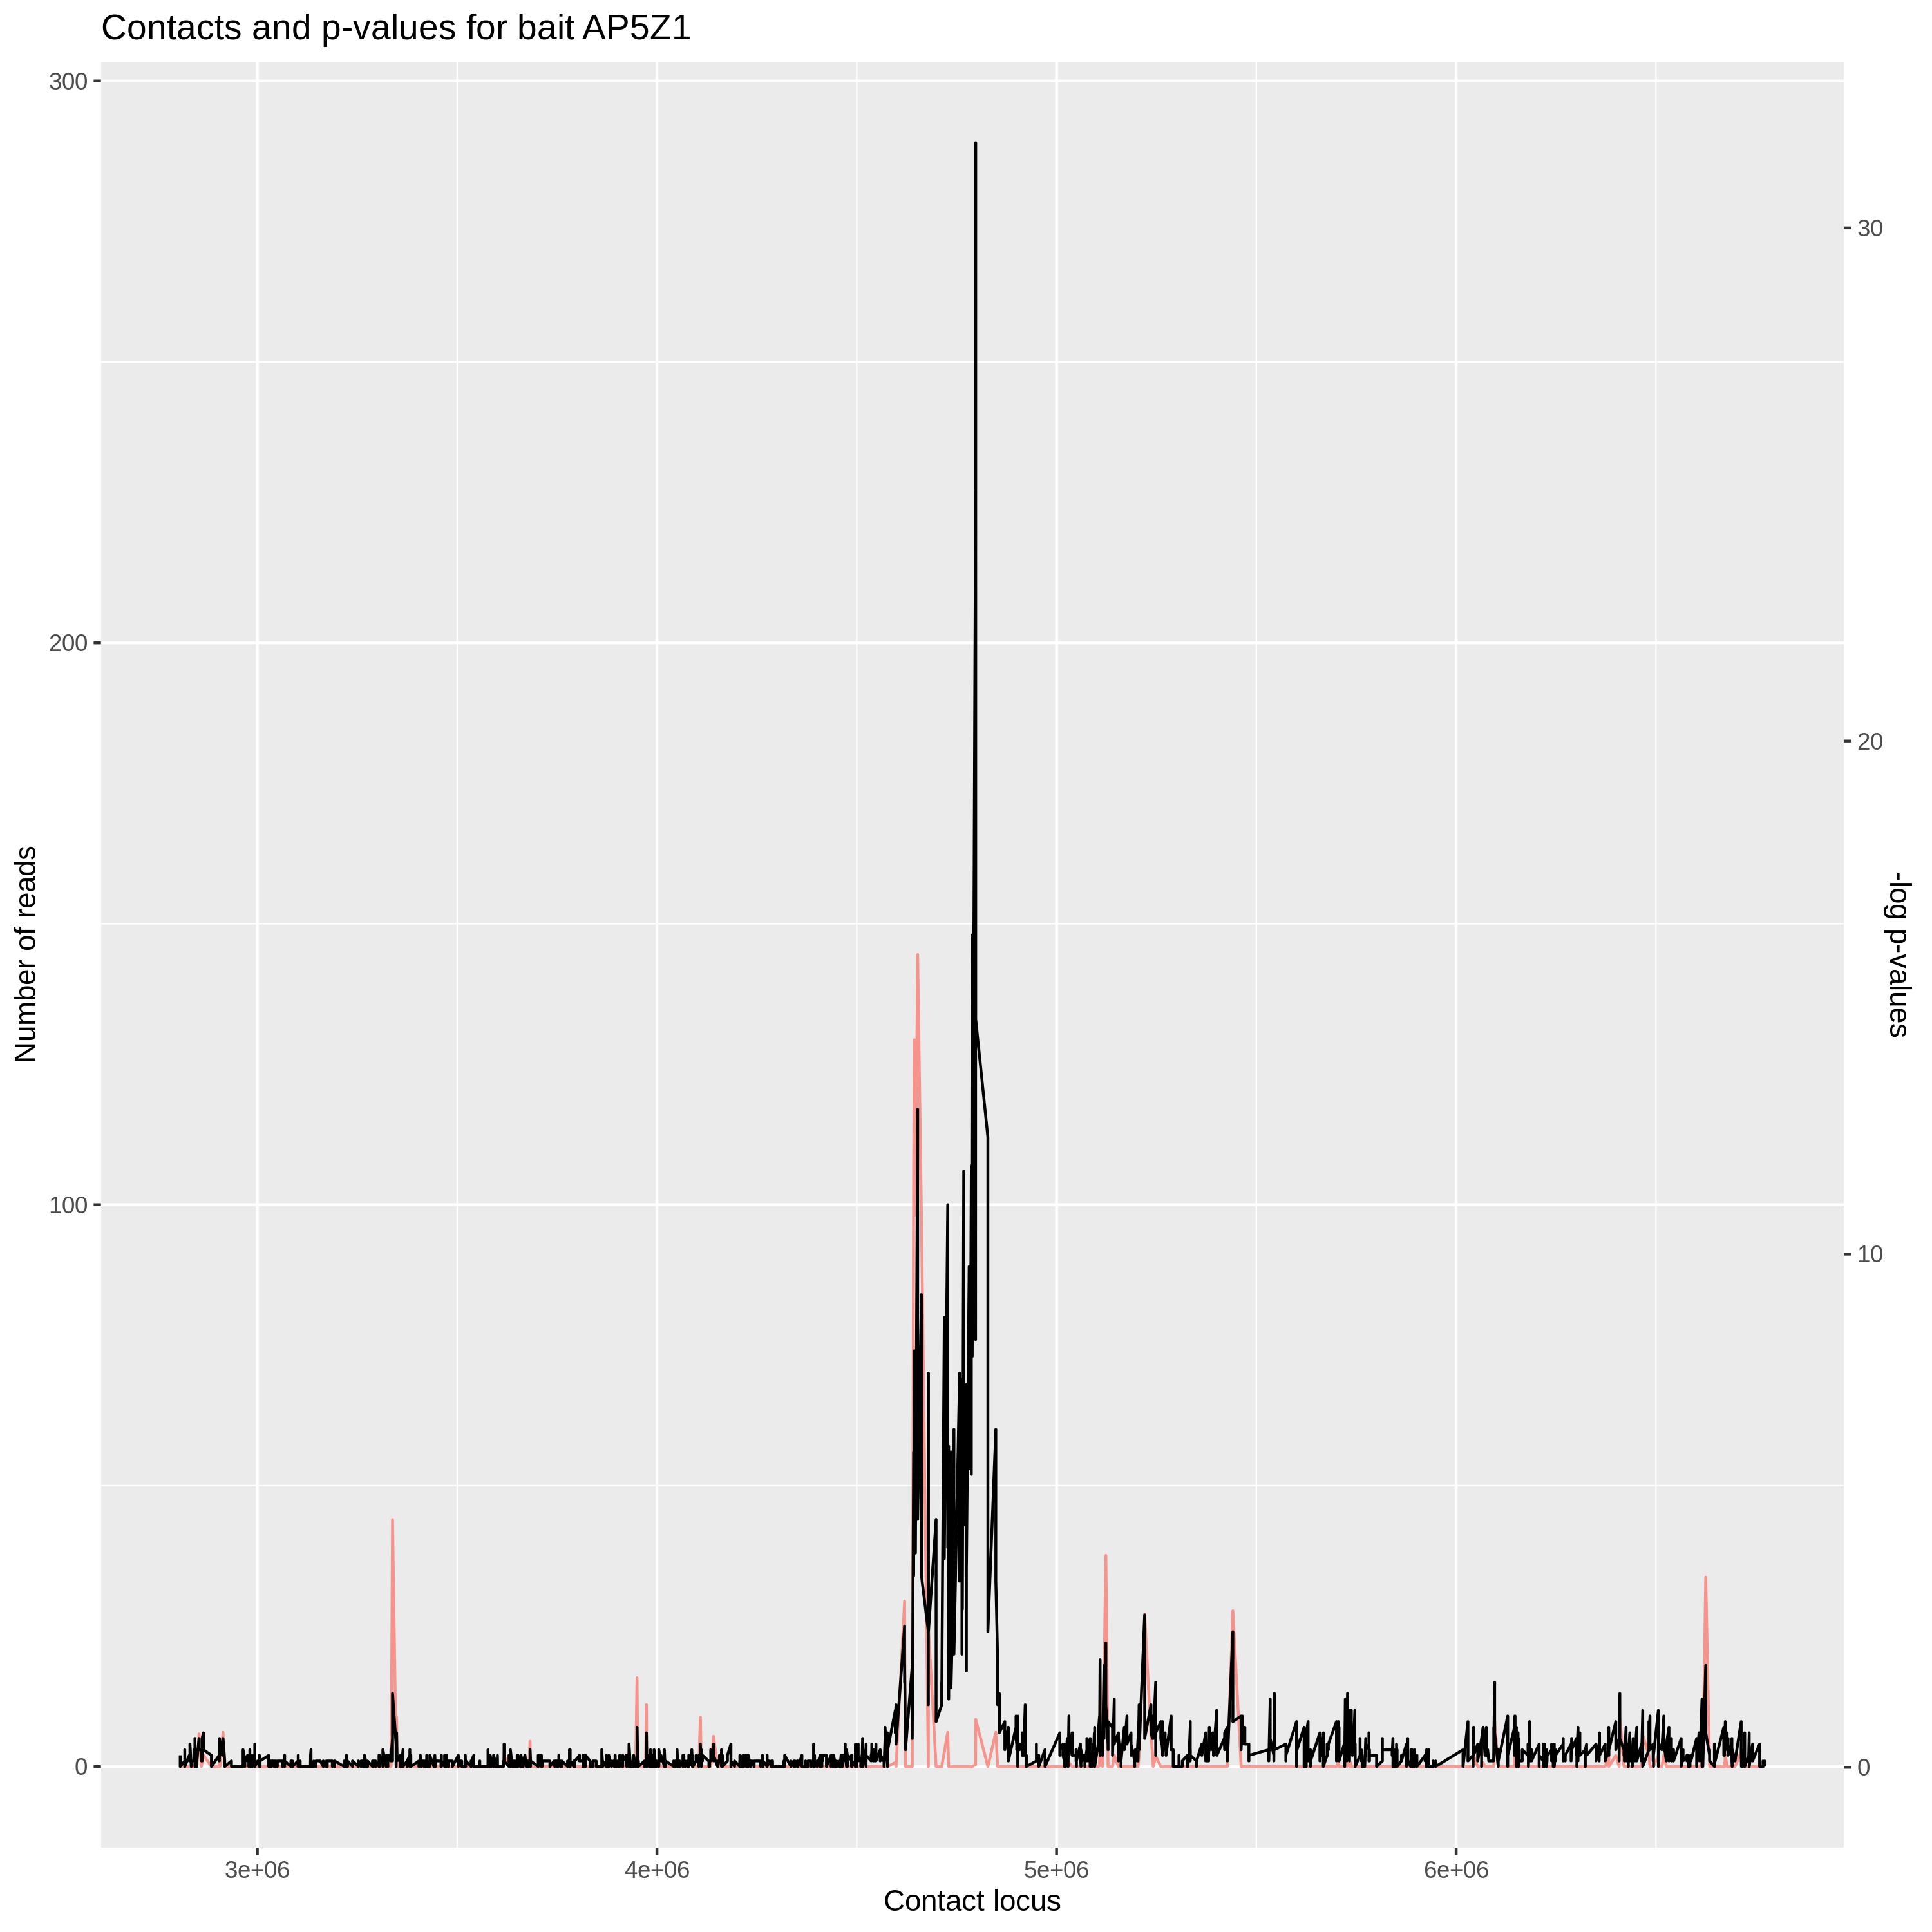 Contacts and p-values for bait AP5Z1
300
200
100
0
Number of reads
30
20
10
0
-log p-values
3e+06 4e+06 5e+06 6e+06
Contact locus